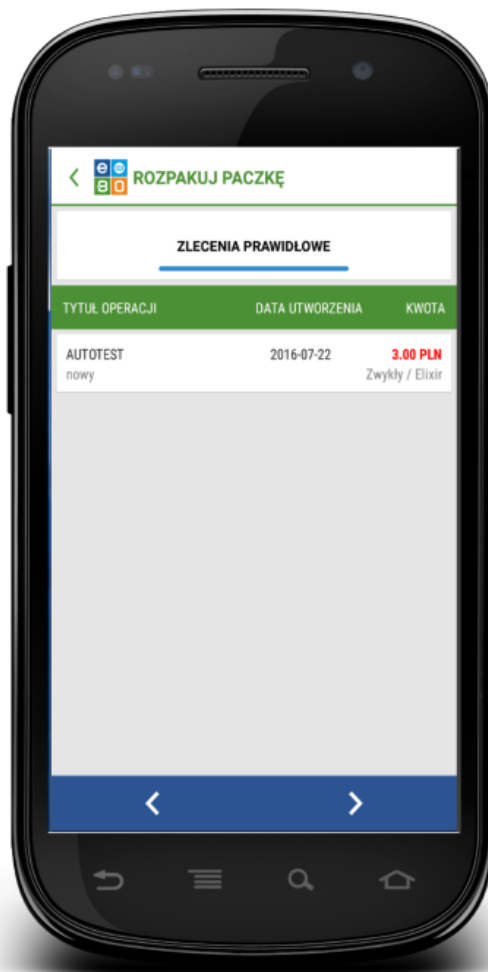 e @
B O
ROZPAKUJ PACZKĘ
ZLECENIA PRAWIDŁOWE
TYTUŁ OPERACJI DATA UTWORZENIA KWOTA
AUTOTEST 2016-07-22 3.00 PLN
nowy Zwykły / Elixir